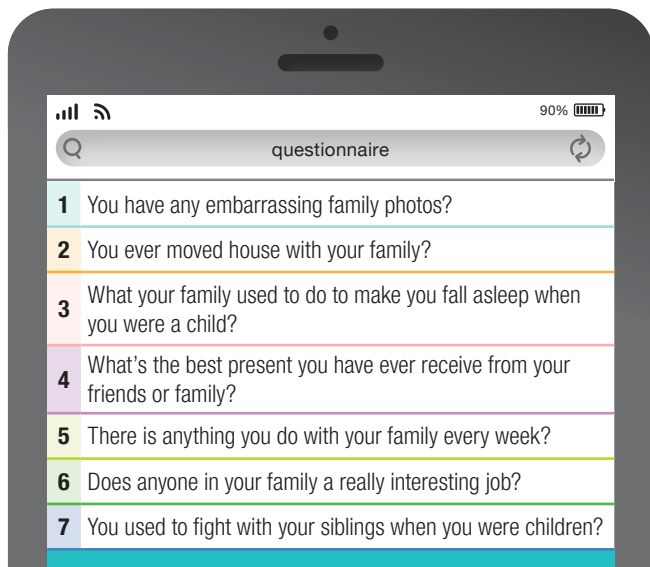 90%
questionnaire
1 You have any embarrassing family photos?
2 You ever moved house with your family?
3 What your family used to do to make you fall asleep when
you were a child?
4 What's the best present you have ever receive from your
friends or family?
5 There is anything you do with your family every week?
6 Does anyone in your family a really interesting job?
7 You used to fight with your siblings when you were children?